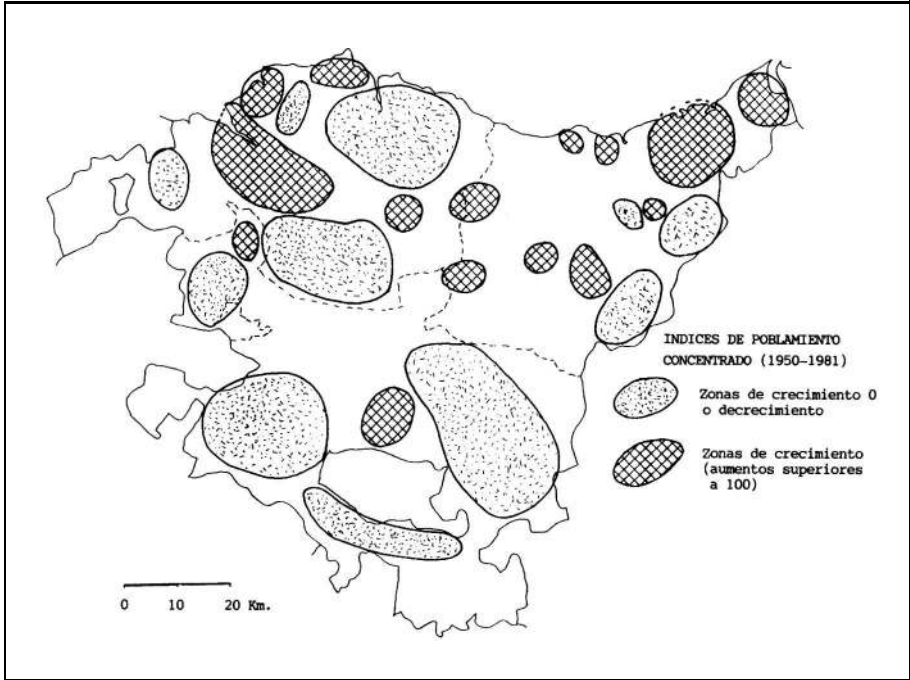 INDICES DE POBLAMIENTO
CONCENTRADO (1950-1981)
Zonas de crecimiento 0
o decrecimiento
Zonas de crecimiento
(aumentos superiores
a 100)
0 10 20 Km.